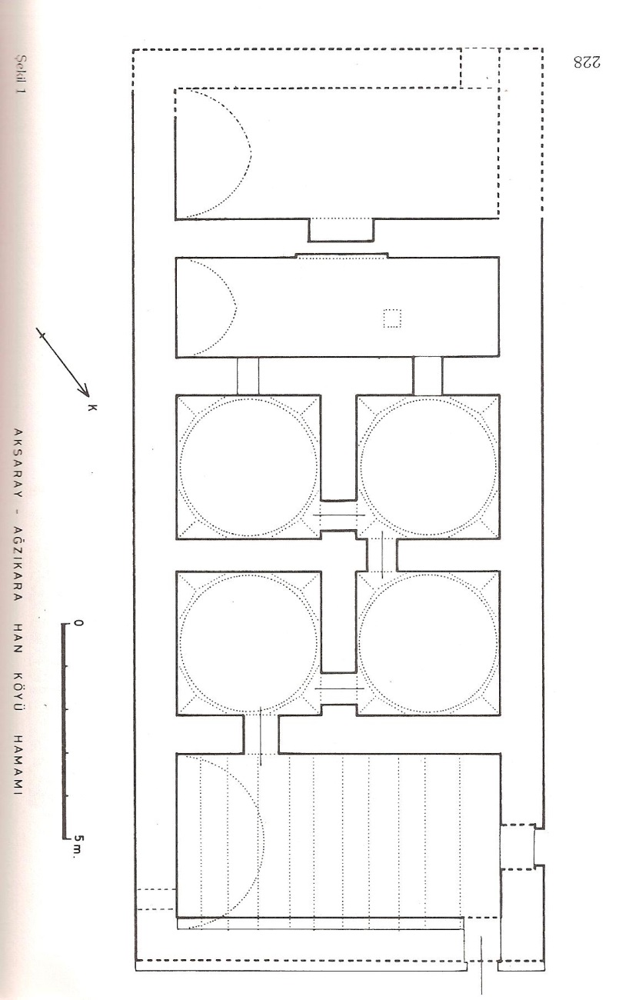 228
Şekil 1
K
AKSARAY - AĞZIKARA HAN KÖYÜ HAMAMI
0
5 m.